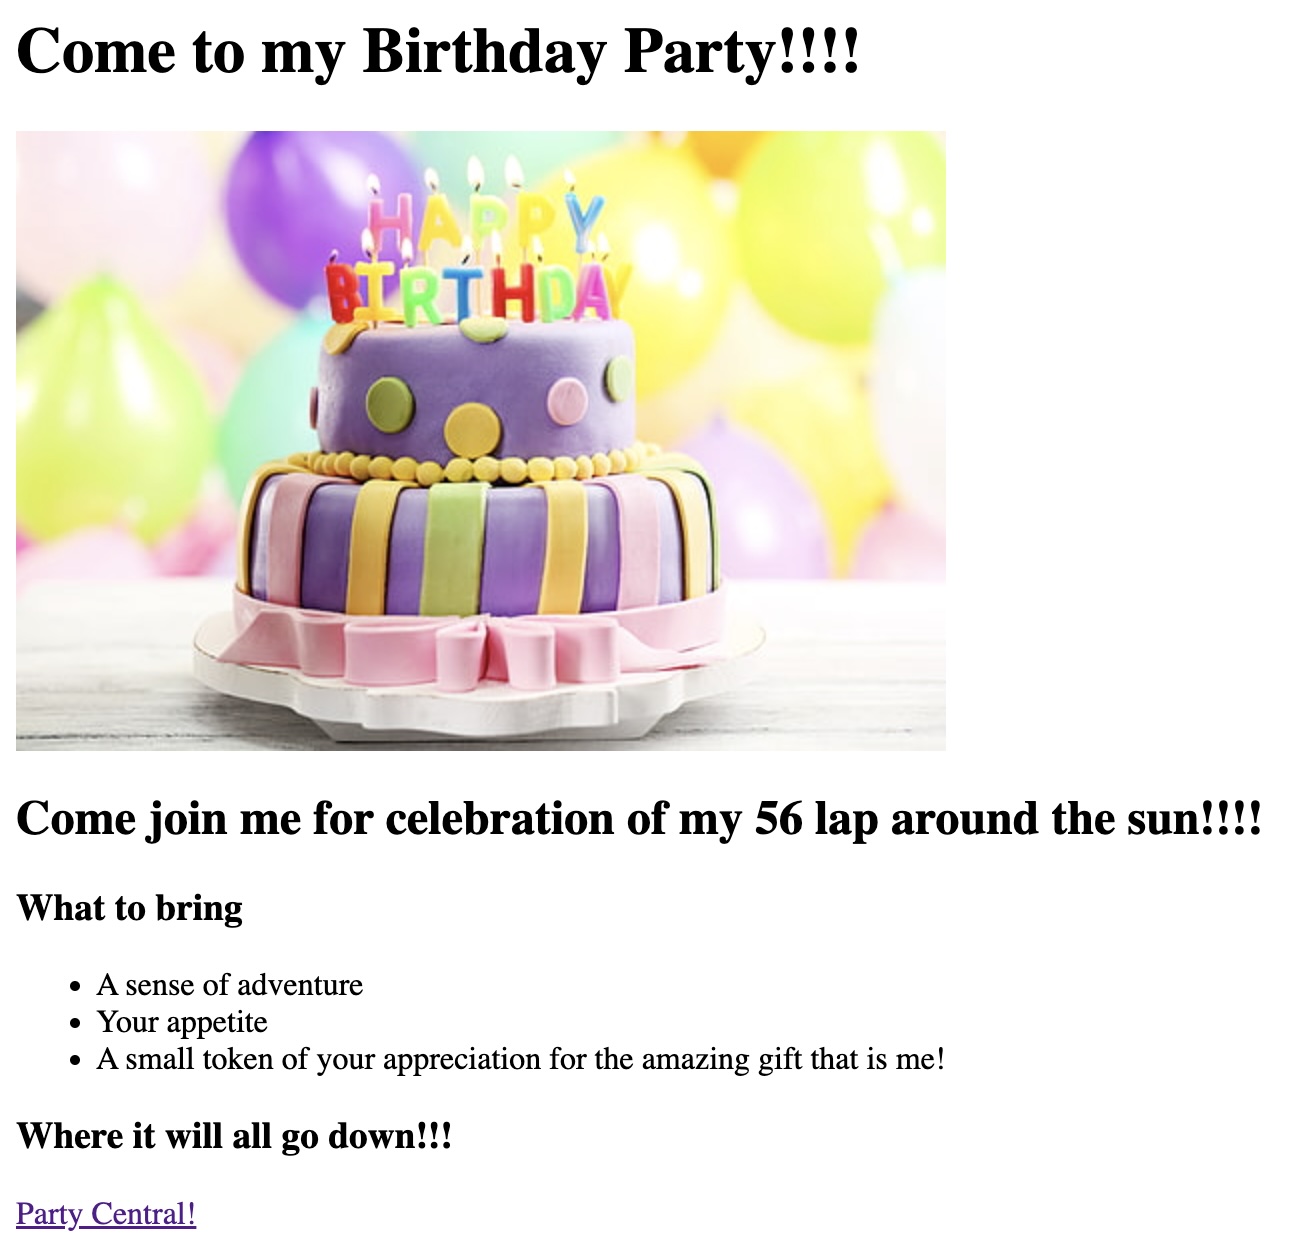 Come to my Birthday Party!!!!
HAPPY
BIRTHDAY
Come join me for celebration of my 56 lap around the sun!!!!
What to bring
A sense of adventure
Your appetite
A small token of your appreciation for the amazing gift that is me!
Where it will all go down!!!
Party Central!